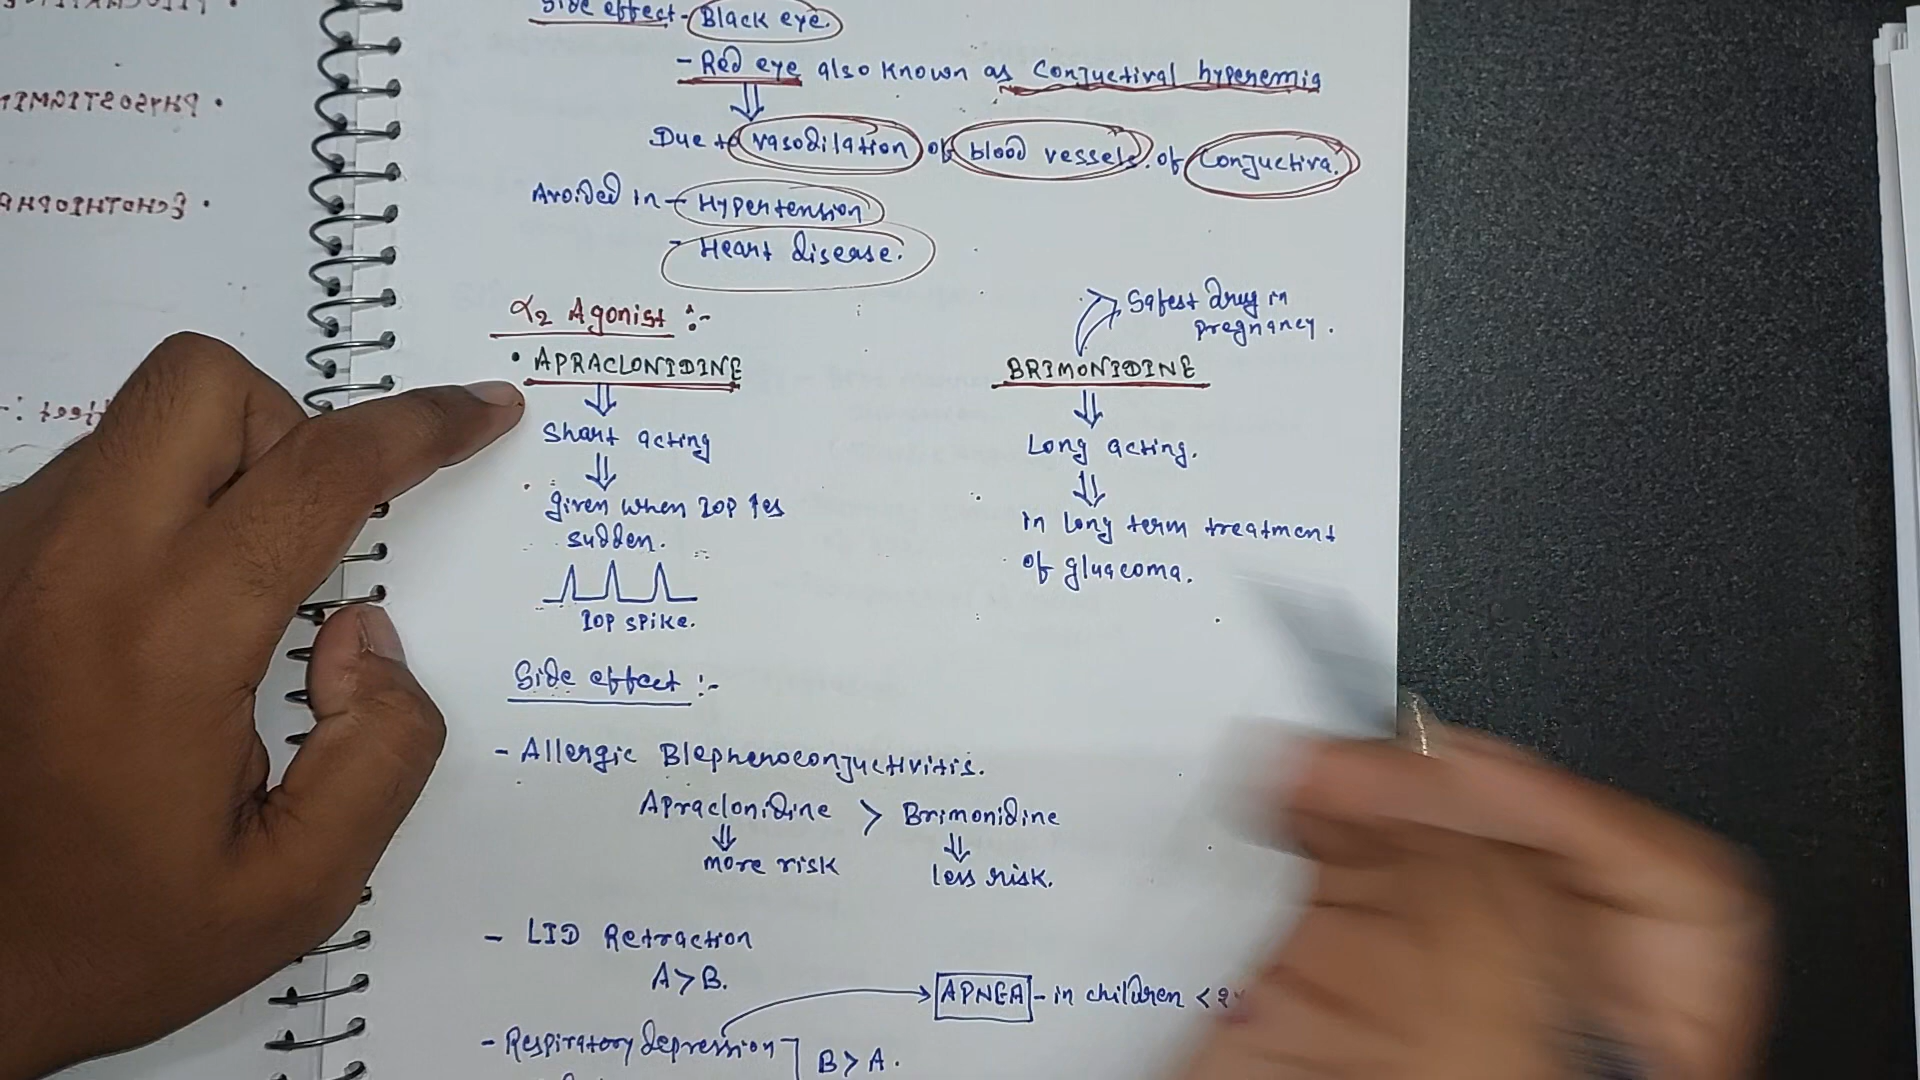 Side effect - Black eye.
- Red eye also known as Conjuctival hyperemia
Due to vasodilation of blood vessels. of Conjuctiva.
Avoided in - Hypertension
- Heart disease.
α2 Agonist :-
Safest drug in
pregnancy.
• APRACLONIDINE
BRIMONIDINE
Short acting
Long acting.
given when IOP ↑es
sudden.
in long term treatment
of gluacoma.
IOP spike.
Side effect :-
- Allergic Blepheroconjuctivitis.
Apraclonidine > Brimonidine
more risk
less risk.
- LID Retraction
A > B.
APNEA - in children < 2
- Respiratory depression
B > A.